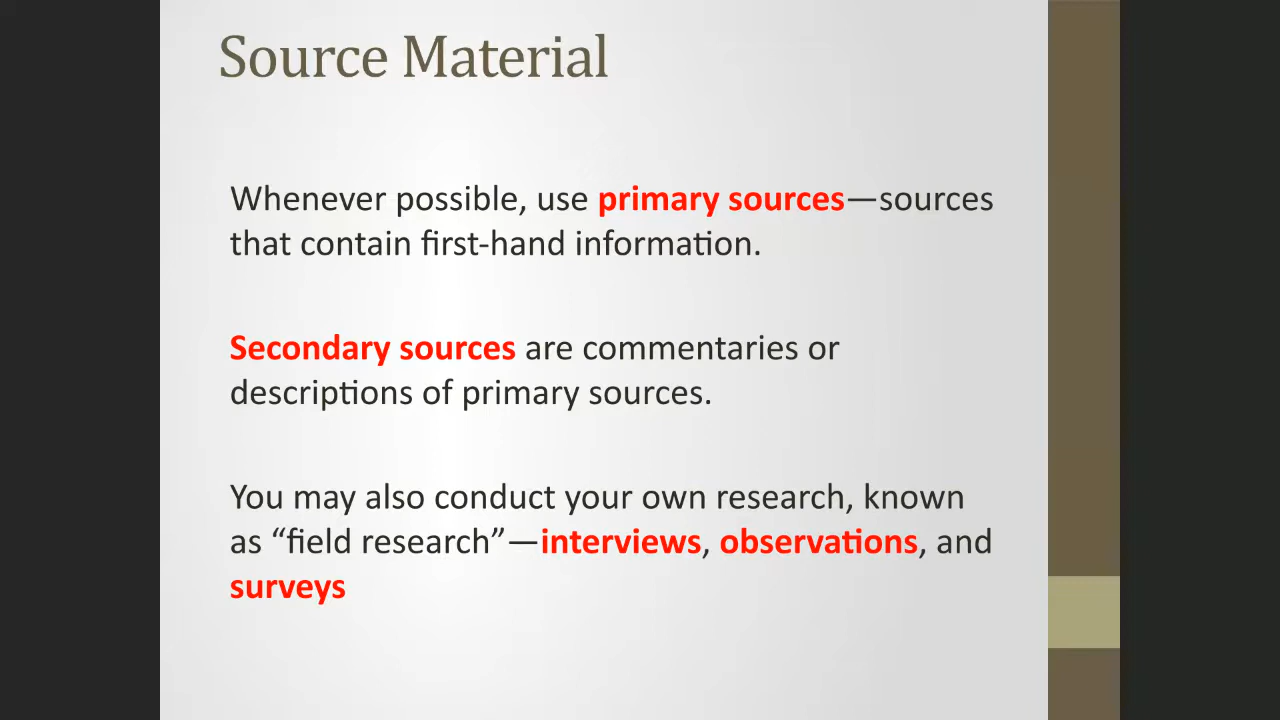 Source Material
Whenever possible, use primary sources—sources
that contain first-hand information.
Secondary sources are commentaries or
descriptions of primary sources.
You may also conduct your own research, known
as “field research”—interviews, observations, and
surveys